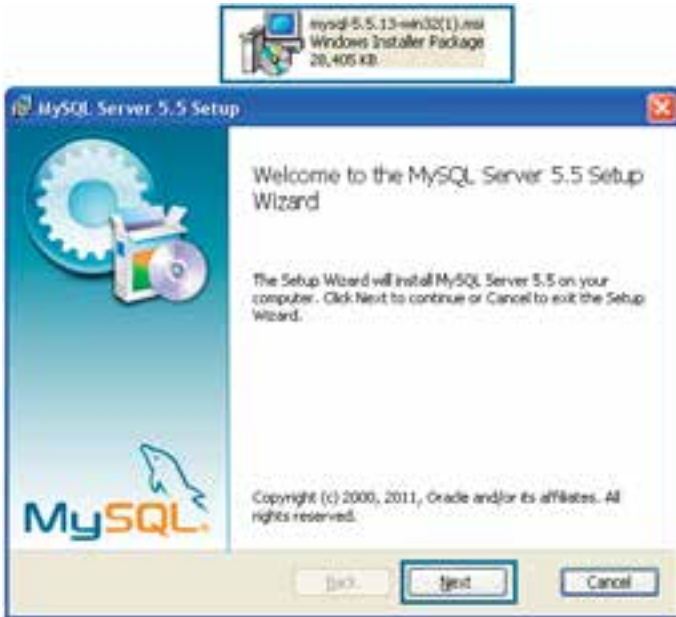 mysql-5.5.13-win32(1).msi
Windows Installer Package
28,405 KB
MySQL Server 5.5 Setup
Welcome to the MySQL Server 5.5 Setup
Wizard
The Setup Wizard will install MySQL Server 5.5 on your
computer. Click Next to continue or Cancel to exit the Setup
Wizard.
Copyright (c) 2000, 2011, Oracle and/or its affiliates. All
rights reserved.
MySQL.
Back
Next
Cancel